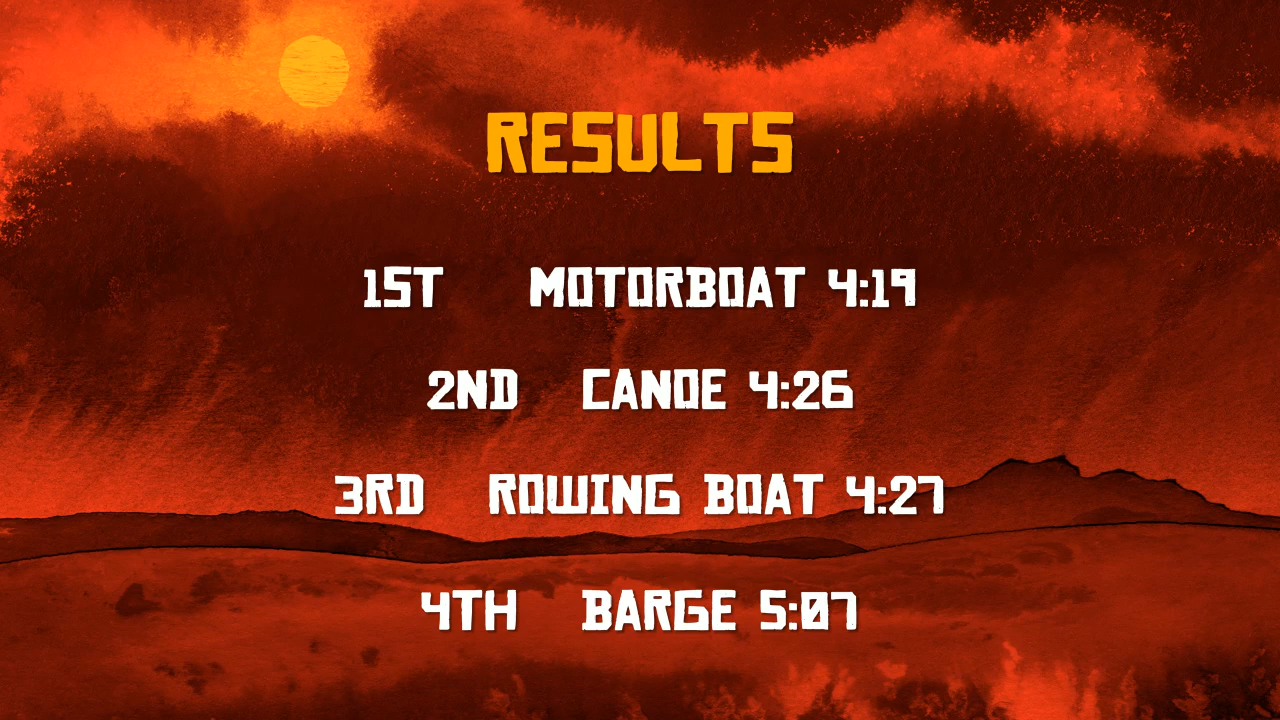 RESULTS
1ST MOTORBOAT 4:19
2ND CANOE 4:26
3RD ROWING BOAT 4:27
4TH BARGE 5:07